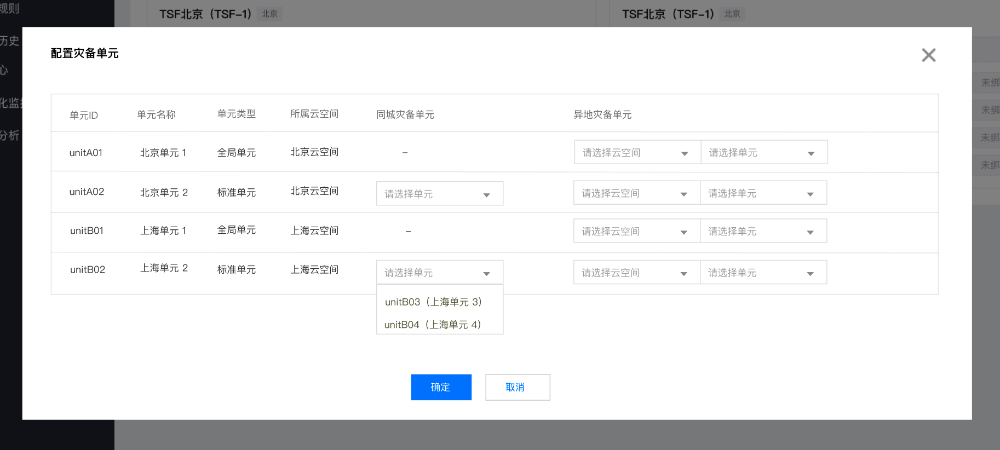 规则
TSF北京（TSF-1） 北京
TSF北京（TSF-1） 北京
历史
心
化监
分析
配置灾备单元
单元ID 单元名称 单元类型 所属云空间 同城灾备单元 异地灾备单元
unitA01 北京单元 1 全局单元 北京云空间 - 请选择云空间 请选择单元
unitA02 北京单元 2 标准单元 北京云空间 请选择单元 请选择云空间 请选择单元
unitB01 上海单元 1 全局单元 上海云空间 - 请选择云空间 请选择单元
unitB02 上海单元 2 标准单元 上海云空间 请选择单元 请选择云空间 请选择单元
unitB03（上海单元 3）
unitB04（上海单元 4）
确定 取消
未绑
未绑
未绑
未绑